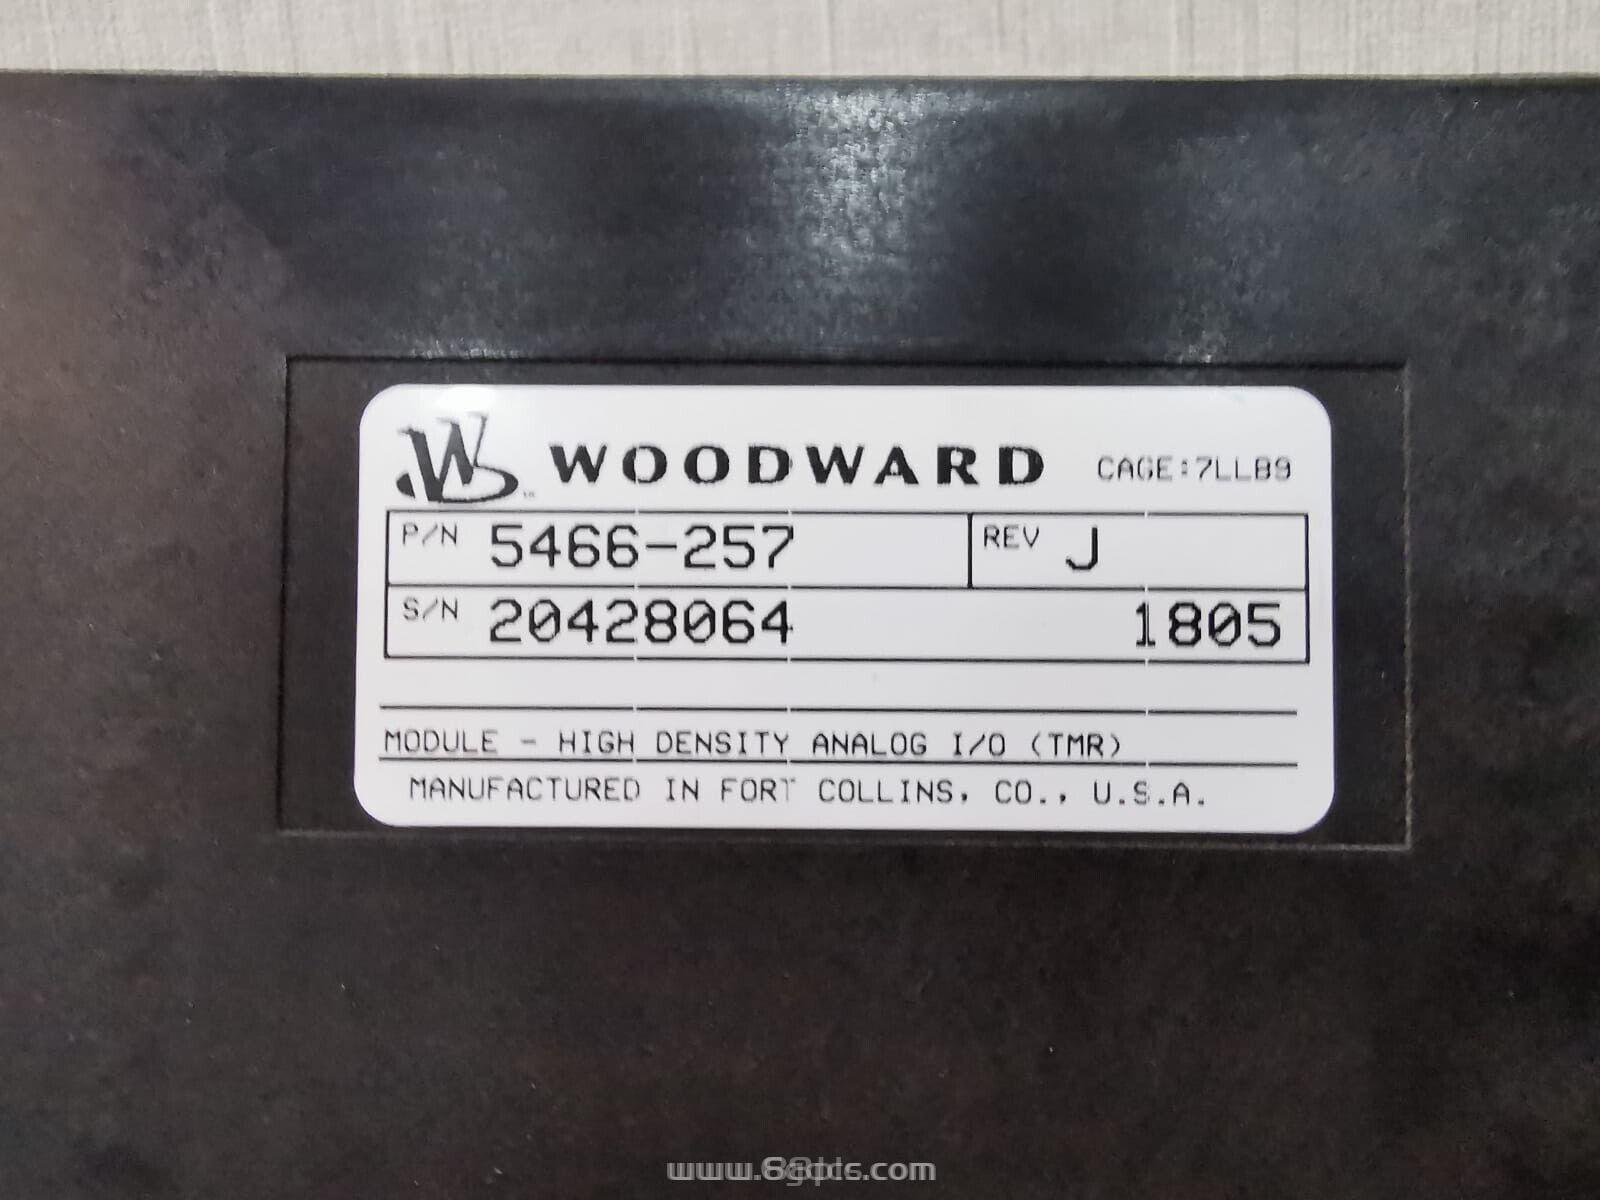 WOODWARD CAGE:7LLB9
P/N 5466-257 REV J
S/N 20428064 1805
MODULE - HIGH DENSITY ANALOG I/O (TMR)
MANUFACTURED IN FORT COLLINS, CO., U.S.A.